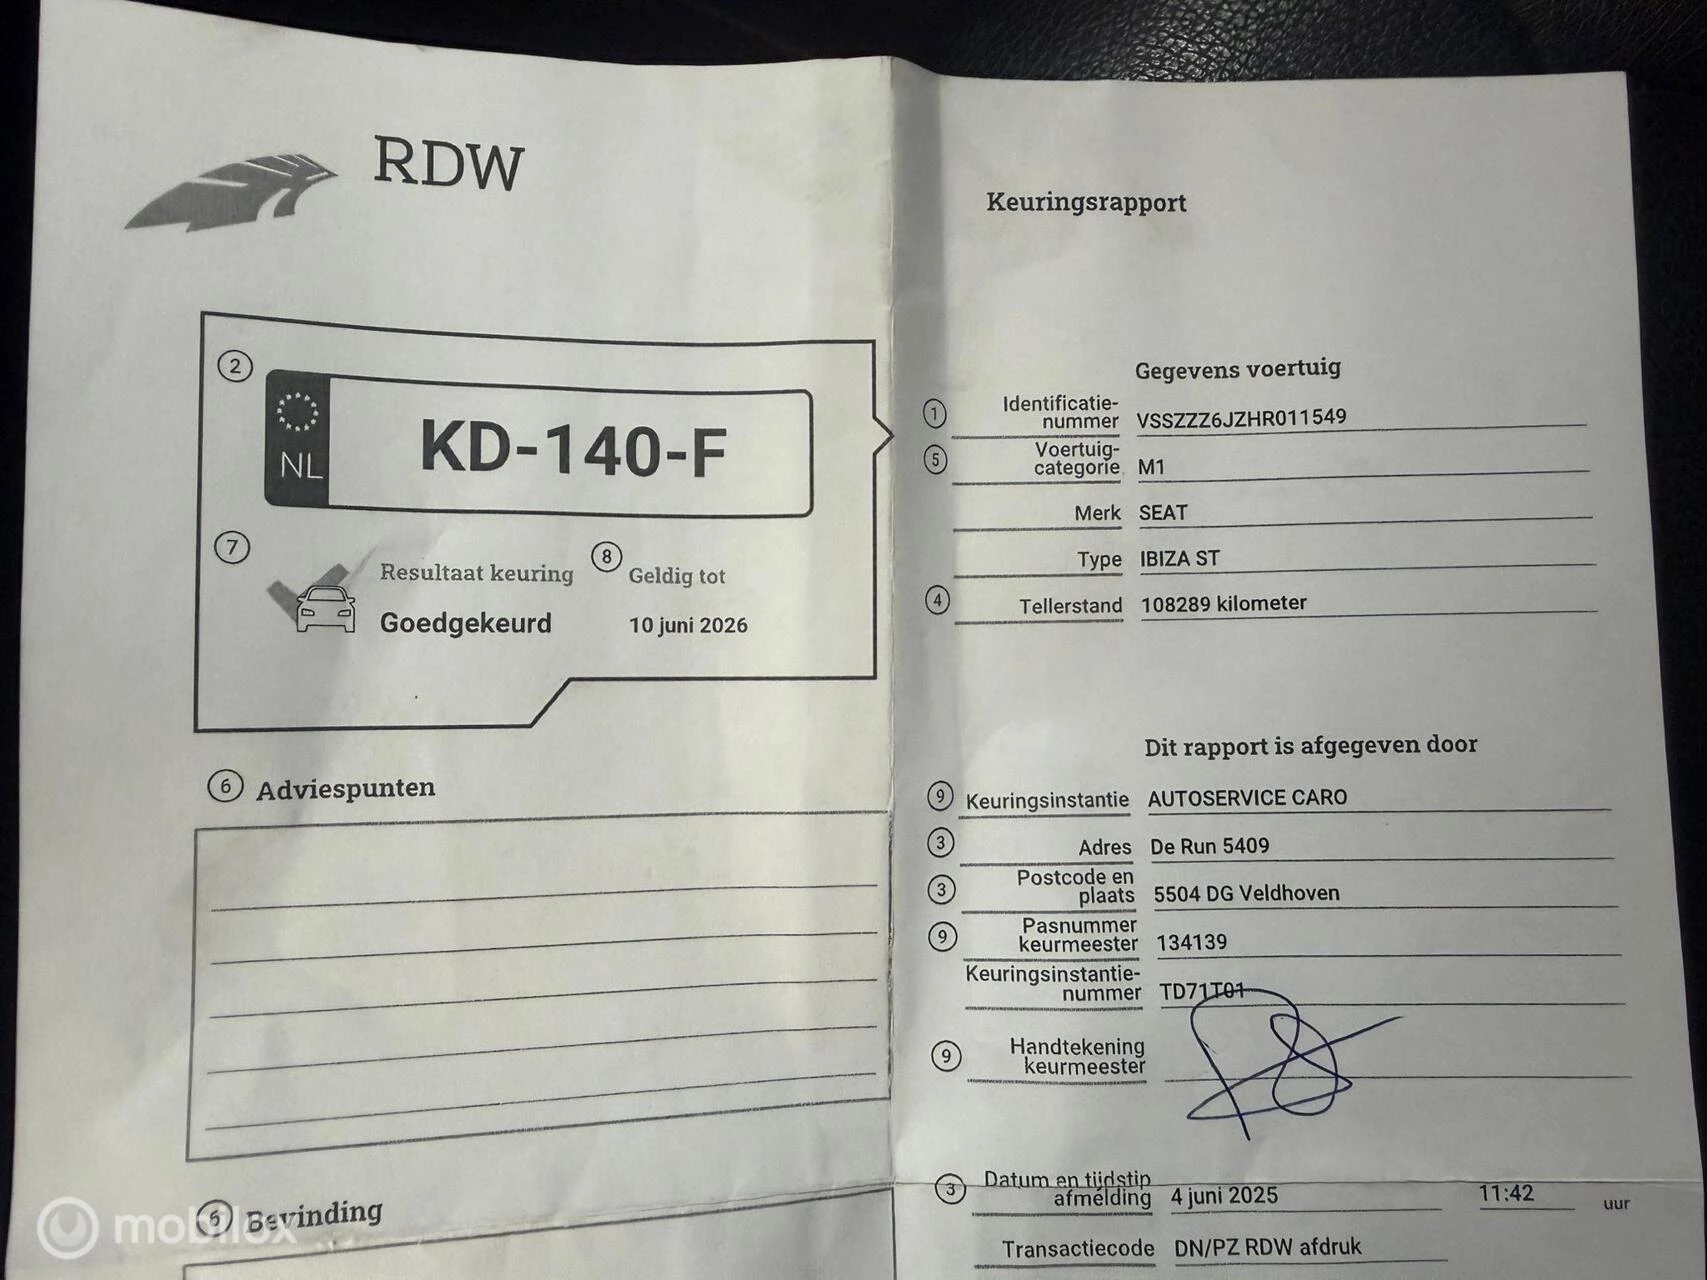 RDW
Keuringsrapport
2
NL
KD-140-F
7
Resultaat keuring
Goedgekeurd
8
Geldig tot
10 juni 2026
6 Adviespunten
6 Bevinding
Gegevens voertuig
1 Identificatie-
nummer VSSZZZ6JZHR011549
5 Voertuig-
categorie M1
Merk SEAT
Type IBIZA ST
4 Tellerstand 108289 kilometer
Dit rapport is afgegeven door
9 Keuringsinstantie AUTOSERVICE CARO
3 Adres De Run 5409
3 Postcode en
plaats 5504 DG Veldhoven
9 Pasnummer
keurmeester 134139
Keuringsinstantie-
nummer TD71T01
9 Handtekening
keurmeester
3 Datum en tijdstip
afmelding 4 juni 2025 11:42 uur
Transactiecode DN/PZ RDW afdruk
mobilox